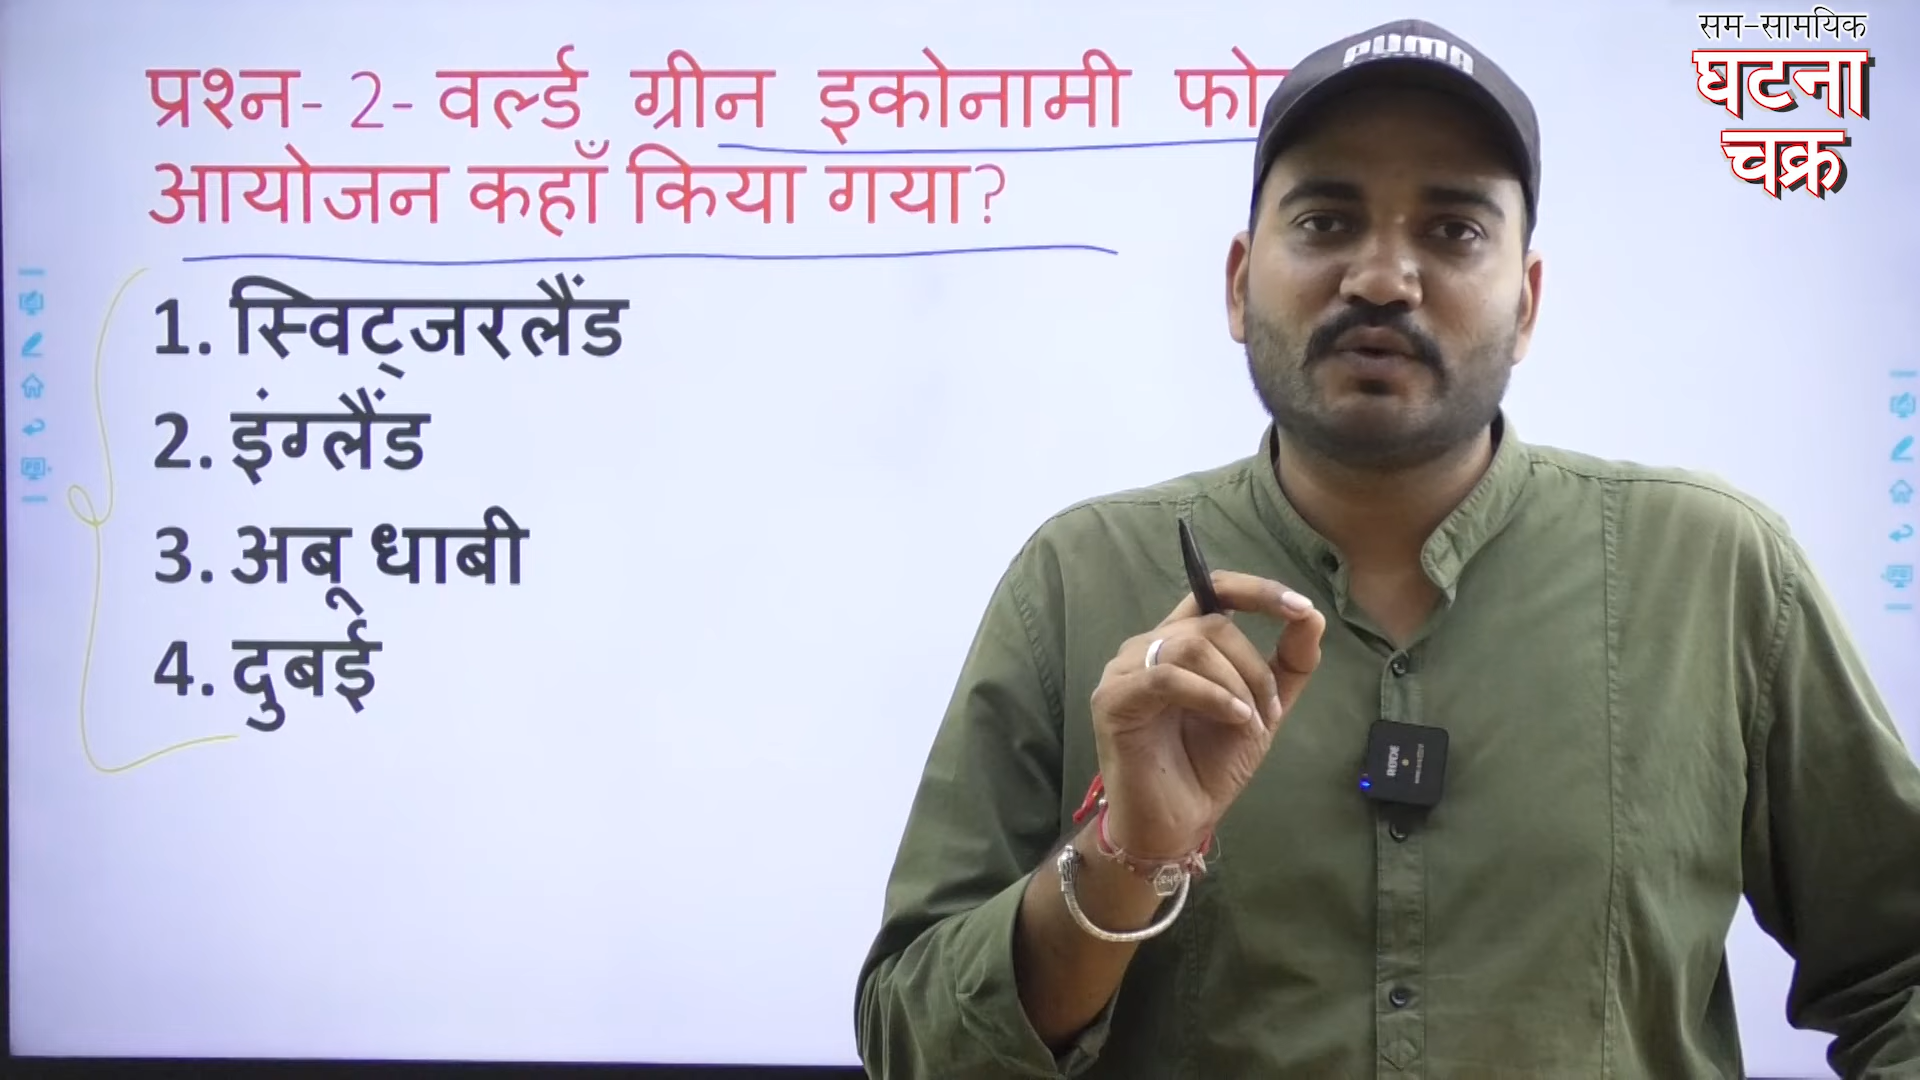 प्रश्न- 2- वर्ल्ड ग्रीन इकोनामी
आयोजन कहाँ किया गया?
1. स्विट्जरलैंड
2. इंग्लैंड
3. अबू धाबी
4. दुबई
सम-सामयिक
घटना
चक्र
PUMA
RODE